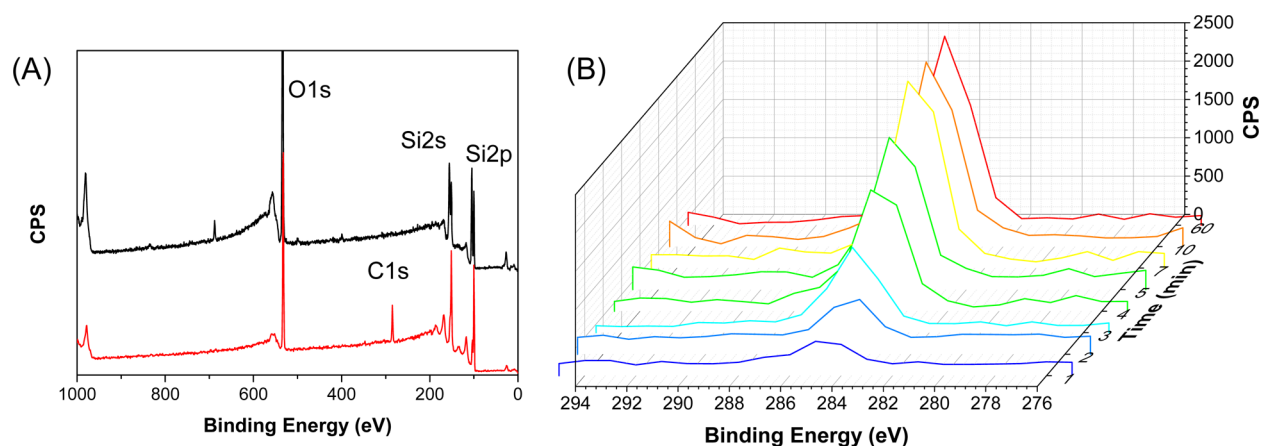 (A)
O1s
Si2s
Si2p
C1s
CPS
1000 800 600 400 200 0
Binding Energy (eV)
(B)
2500
2000
1500
1000
500
0
CPS
60
10
7
5
4
3
2
1
Time (min)
294 292 290 288 286 284 282 280 278 276
Binding Energy (eV)